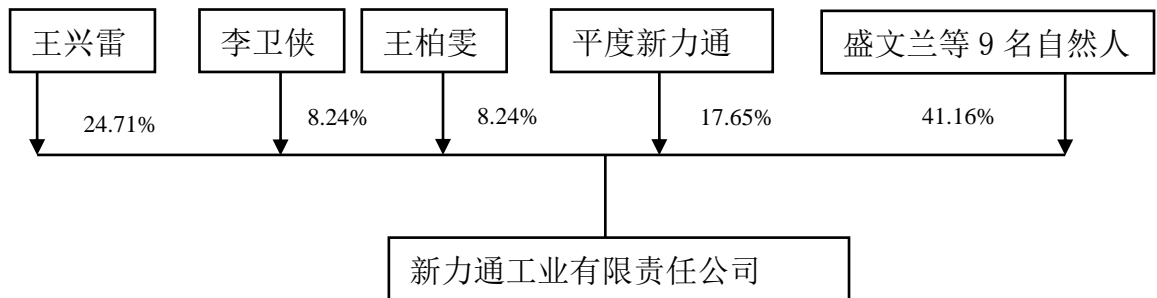 王兴雷
李卫侠
王柏雯
平度新力通
盛文兰等 9 名自然人
24.71%
8.24%
8.24%
17.65%
41.16%
新力通工业有限责任公司